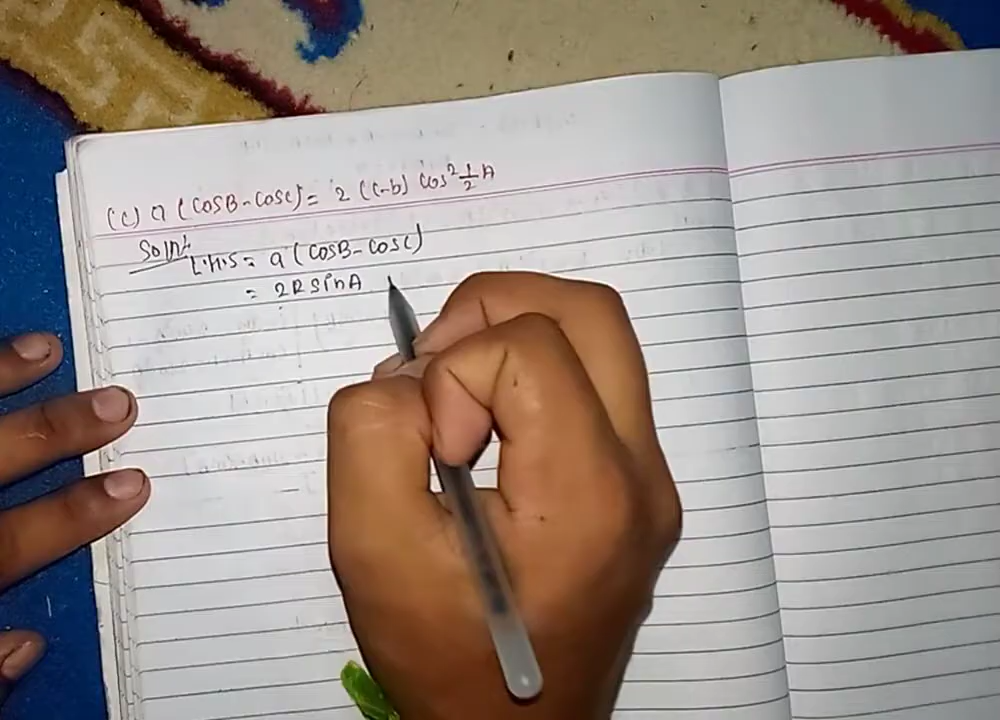 (c) a (cosB-cosC) = 2 (c-b) cos² 1/2 A
Soln:
L.H.S = a (cosB-cosC)
= 2R sinA